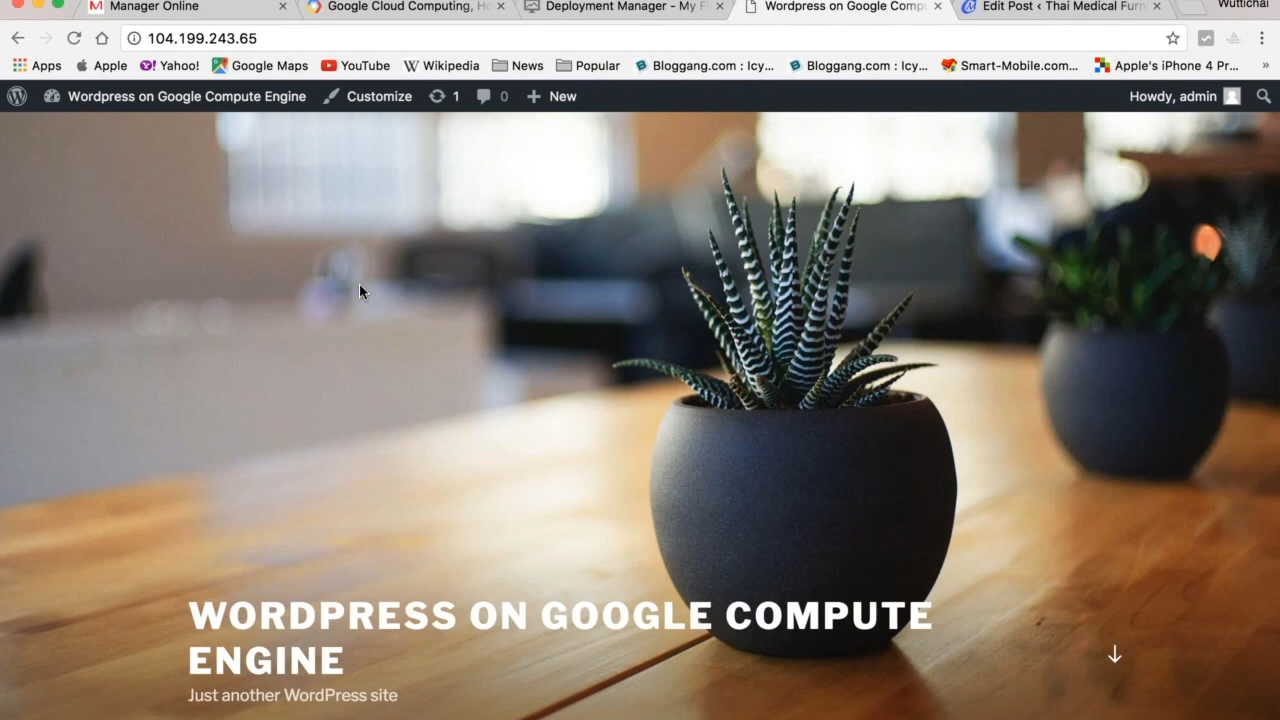 Manager Online
Google Cloud Computing, Ho
Deployment Manager - My Fi
Wordpress on Google Compu
Edit Post ‹ Thai Medical Furn
Wuttichai
104.199.243.65
Apps
Apple
Yahoo!
Google Maps
YouTube
Wikipedia
News
Popular
Bloggang.com : Icy...
Bloggang.com : Icy...
Smart-Mobile.com...
Apple's iPhone 4 Pr...
»
Wordpress on Google Compute Engine
Customize
1
0
New
Howdy, admin
WORDPRESS ON GOOGLE COMPUTE
ENGINE
Just another WordPress site